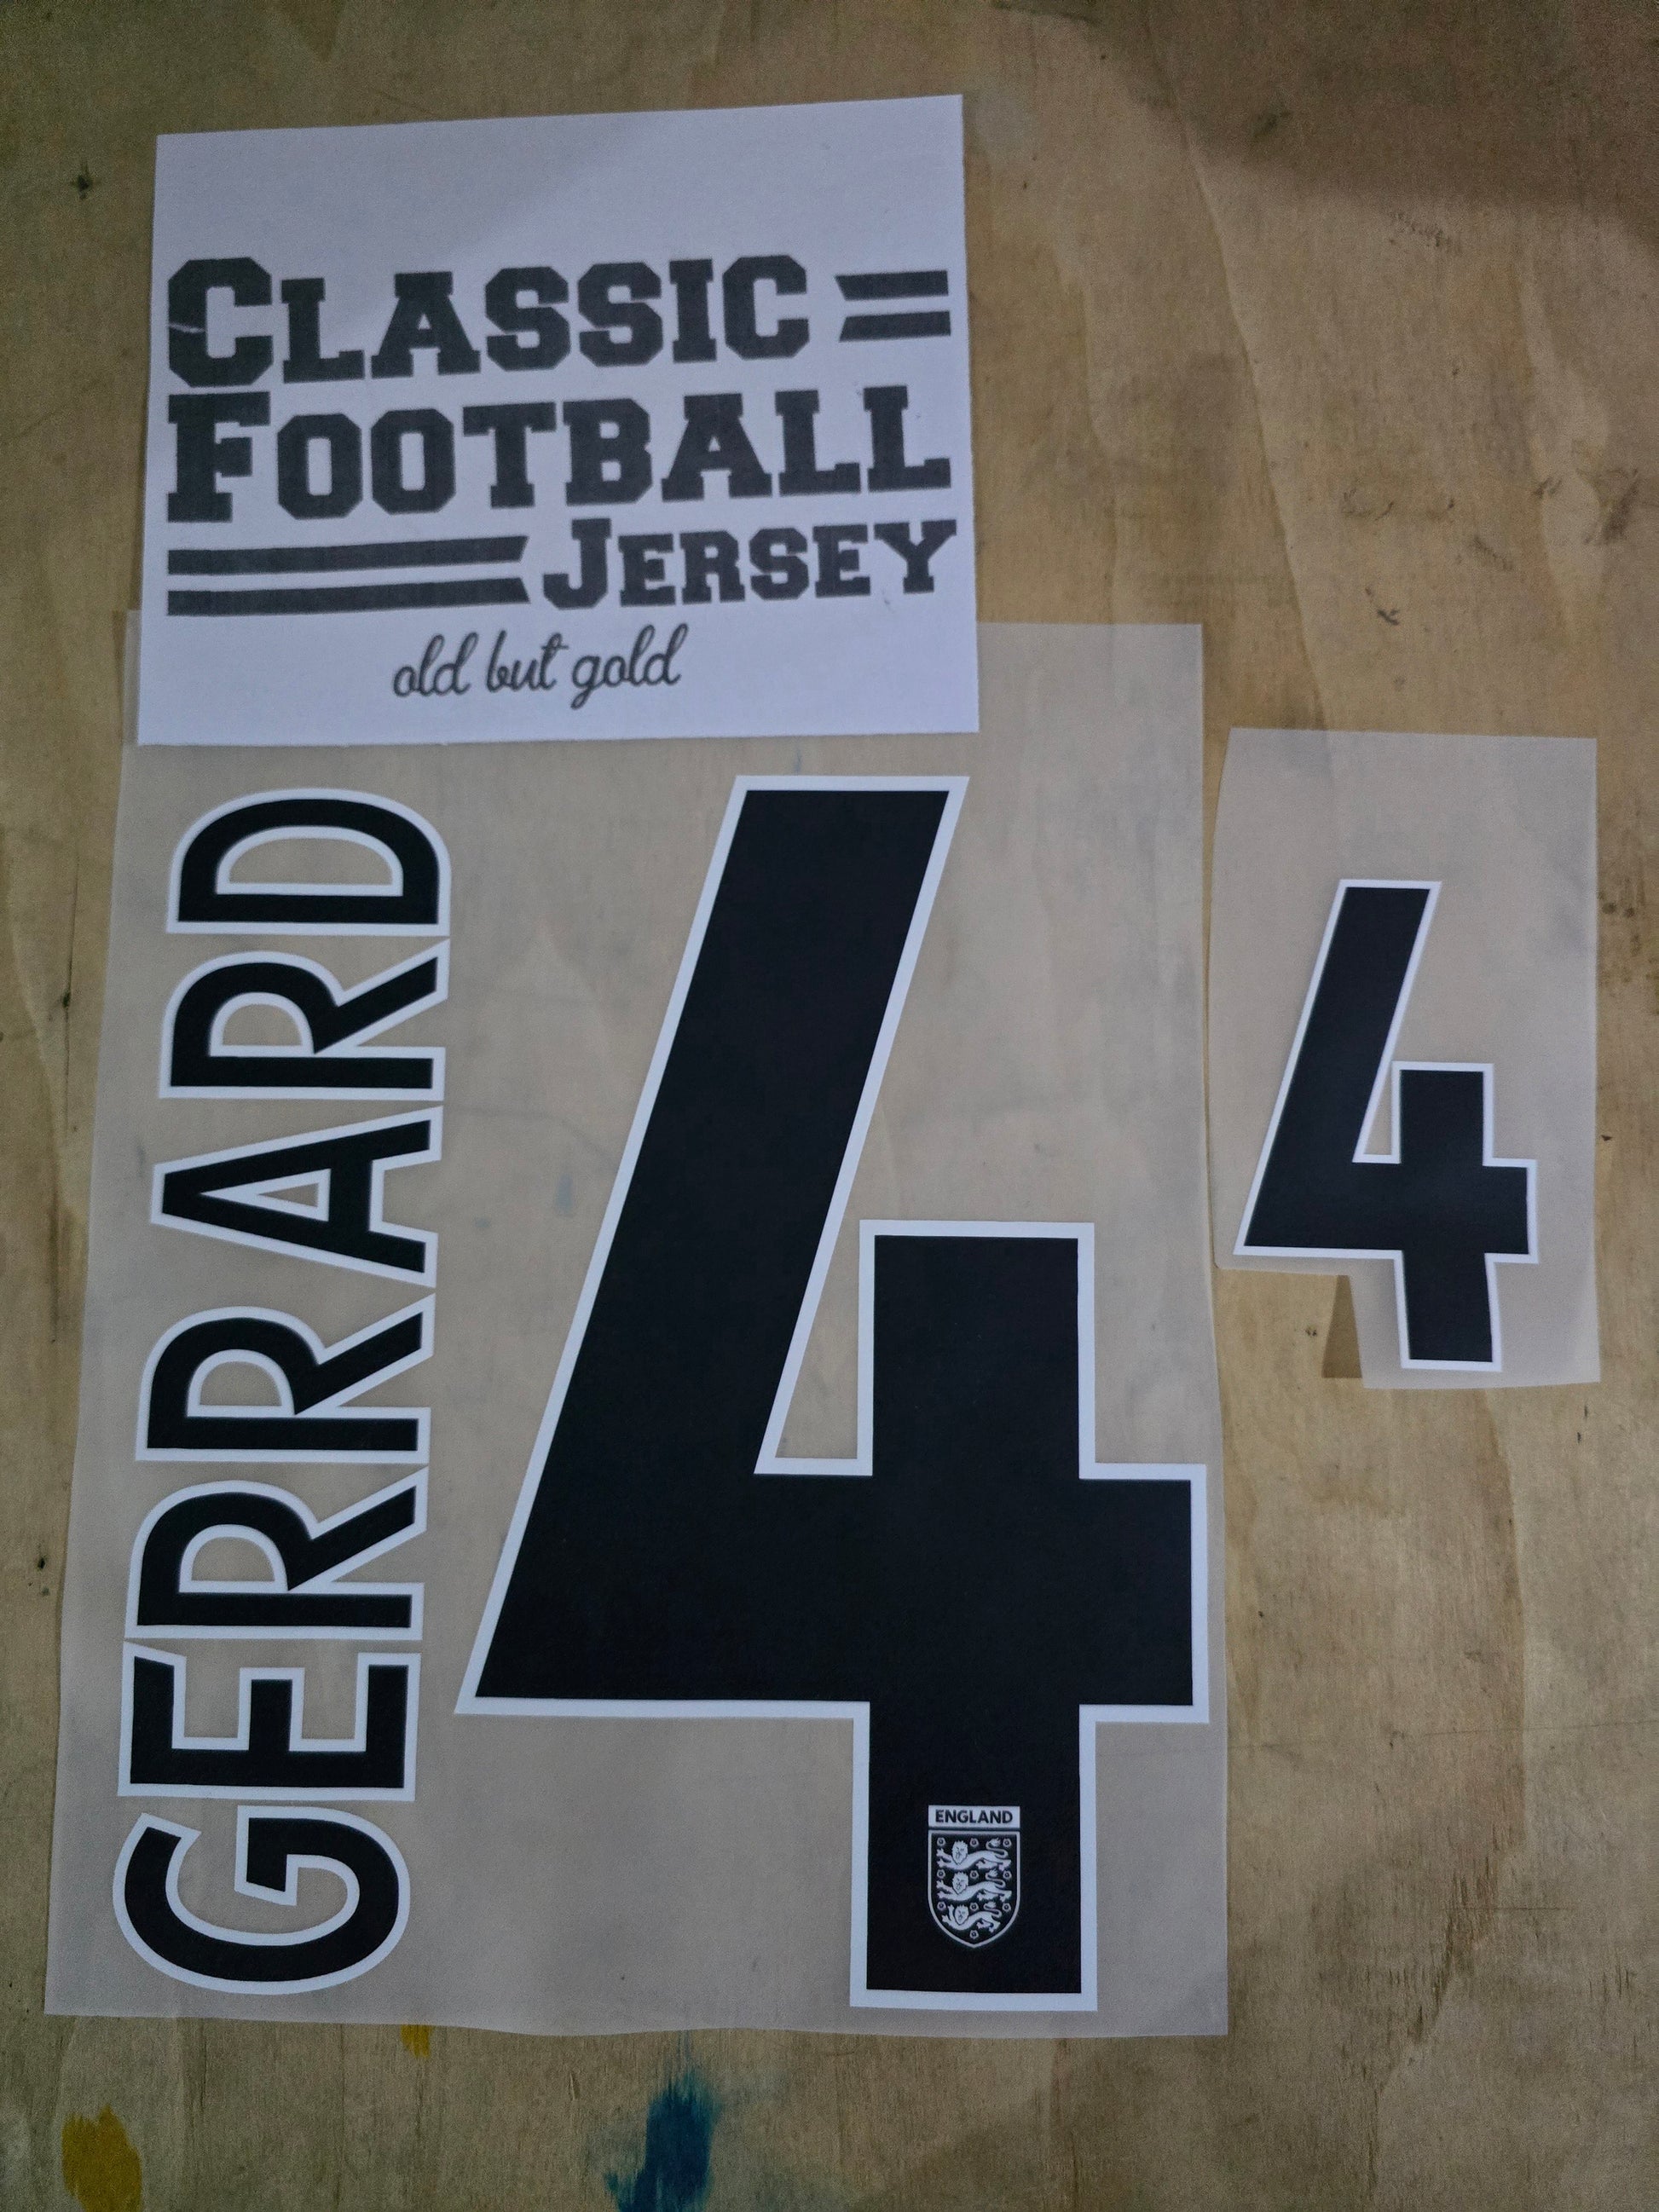 CLASSIC
FOOTBALL
JERSEY
old but gold
GERRARD
4
ENGLAND
4